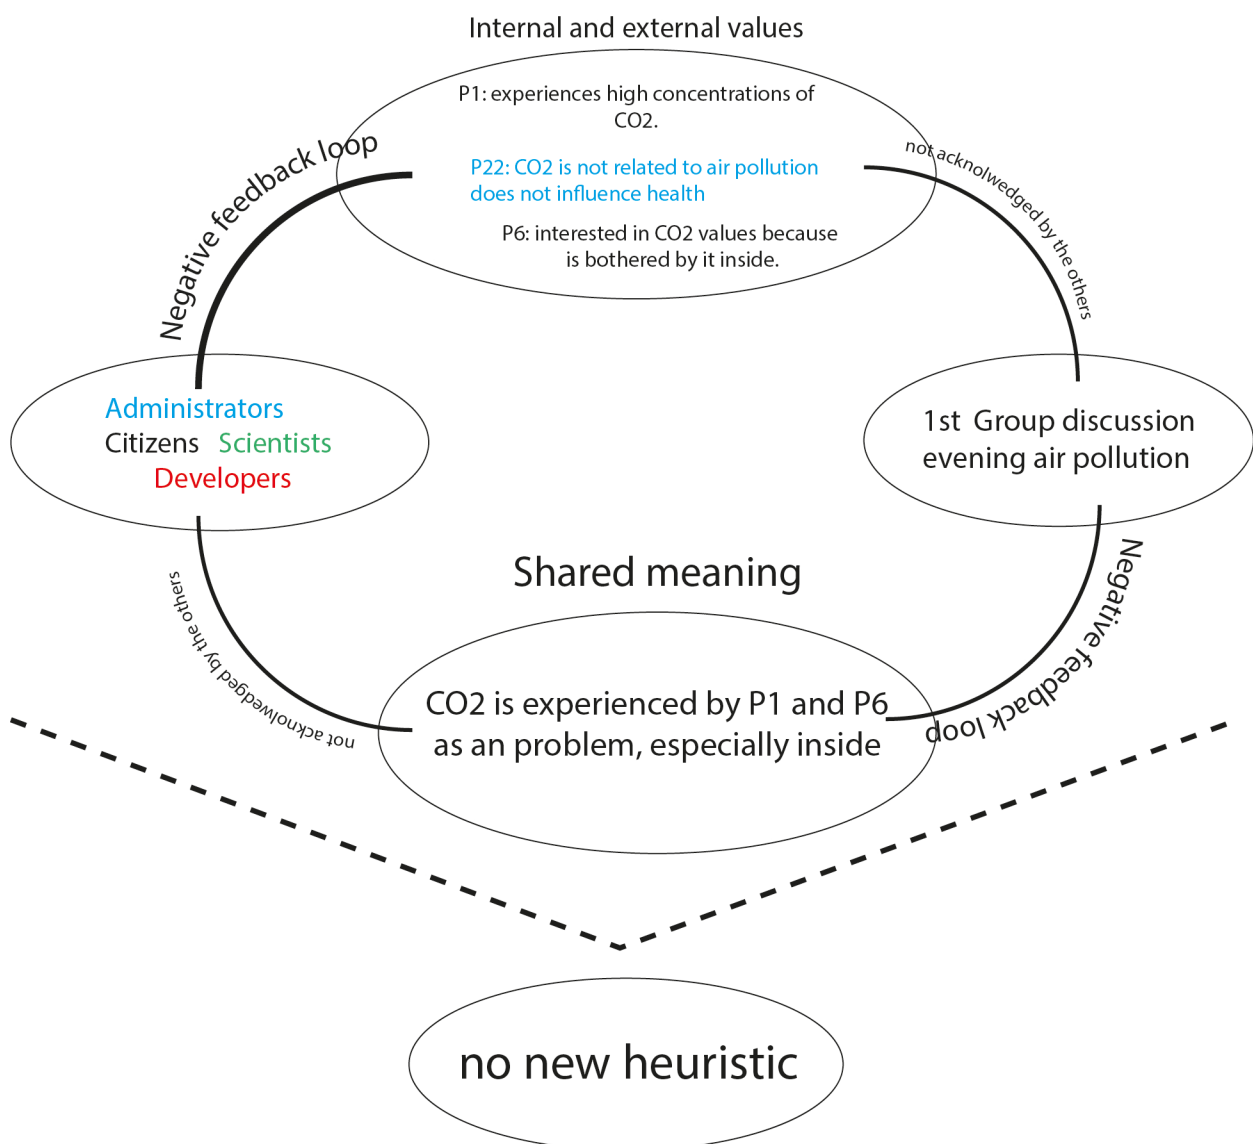 Internal and external values
P1: experiences high concentrations of
CO2.
P22: CO2 is not related to air pollution
does not influence health
P6: interested in CO2 values because
is bothered by it inside.
Negative feedback loop
not acknolwedged by the others
Administrators
Citizens Scientists
Developers
1st Group discussion
evening air pollution
Shared meaning
CO2 is experienced by P1 and P6
as an problem, especially inside
not acknolwedged by the others
Negative feedback loop
no new heuristic